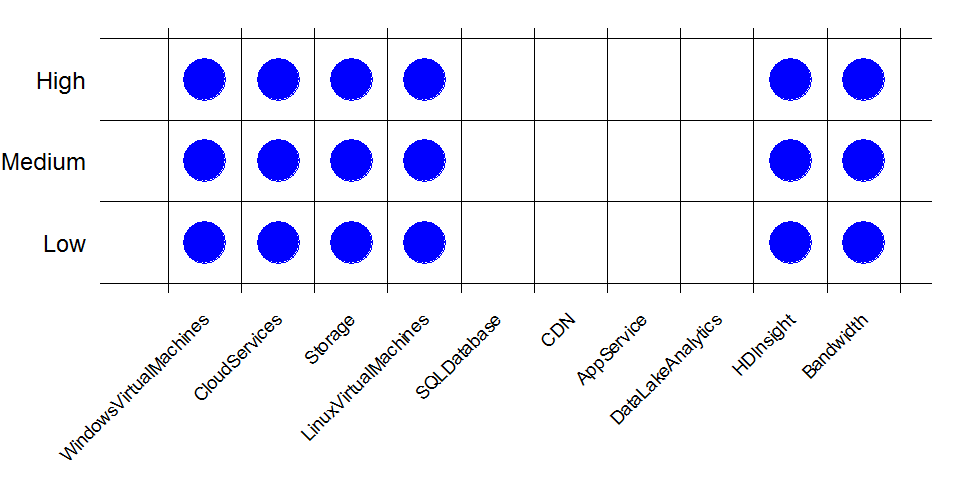 High
Medium
Low
WindowsVirtualMachines
CloudServices
Storage
LinuxVirtualMachines
SQLDatabase
CDN
AppService
DataLakeAnalytics
HDInsight
Bandwidth